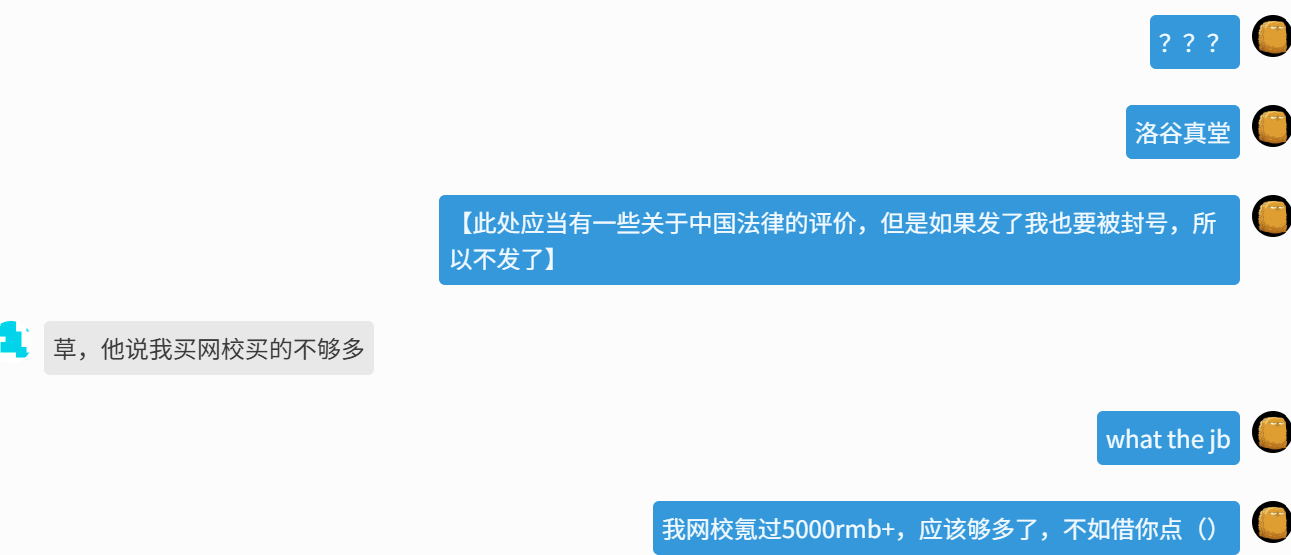 ？？？
洛谷真堂
【此处应当有一些关于中国法律的评价，但是如果发了我也要被封号，所
以不发了】
草，他说我买网校买的不够多
what the jb
我网校氪过5000rmb+，应该够多了，不如借你点（）